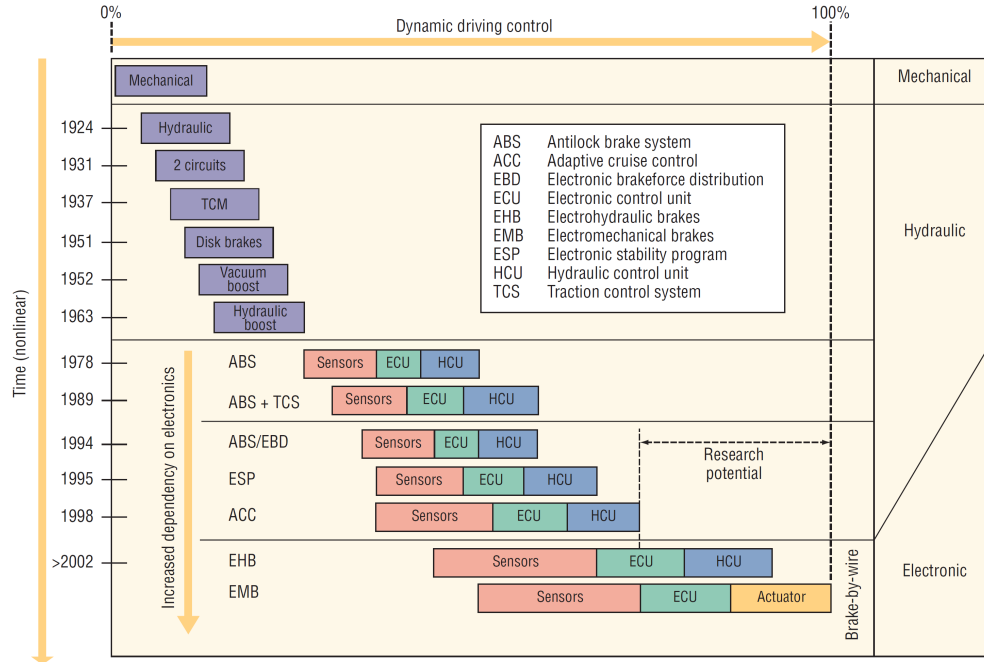 0%
100%
Dynamic driving control
Mechanical
Mechanical
1924
Hydraulic
1931
2 circuits
1937
TCM
1951
Disk brakes
1952
Vacuum
boost
1963
Hydraulic
boost
ABS Antilock brake system
ACC Adaptive cruise control
EBD Electronic brakeforce distribution
ECU Electronic control unit
EHB Electrohydraulic brakes
EMB Electromechanical brakes
ESP Electronic stability program
HCU Hydraulic control unit
TCS Traction control system
Hydraulic
Time (nonlinear)
Increased dependency on electronics
1978
ABS
Sensors
ECU
HCU
1989
ABS + TCS
Sensors
ECU
HCU
1994
ABS/EBD
Sensors
ECU
HCU
Research
potential
1995
ESP
Sensors
ECU
HCU
1998
ACC
Sensors
ECU
HCU
>2002
EHB
Sensors
ECU
HCU
EMB
Sensors
ECU
Actuator
Brake-by-wire
Electronic